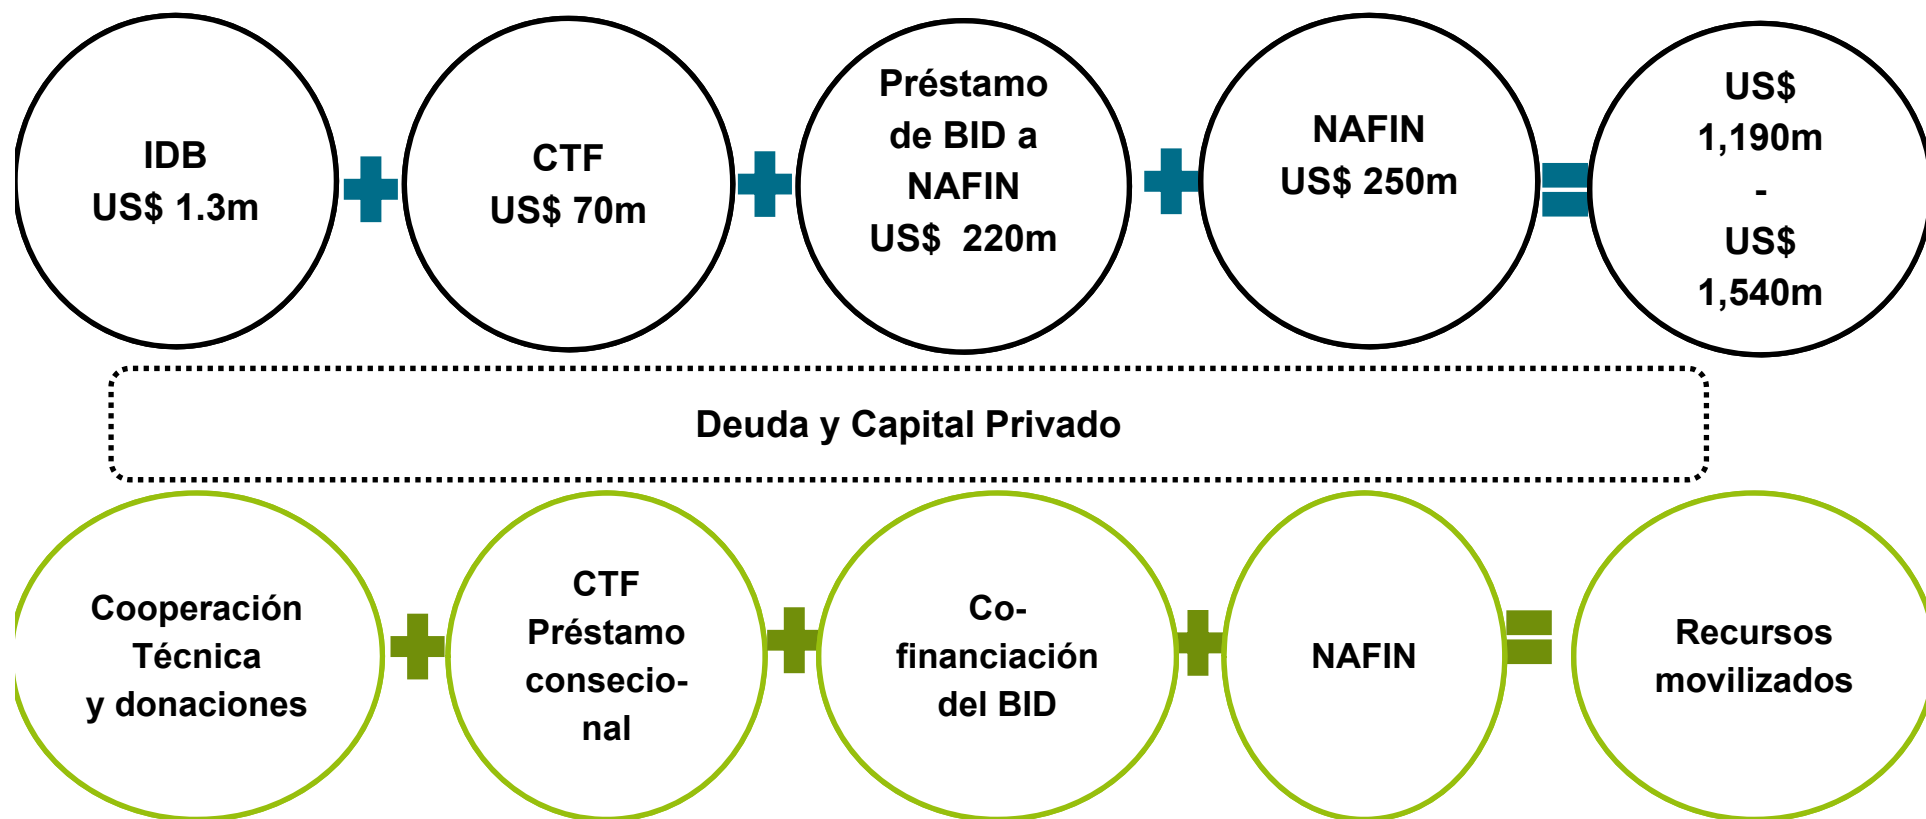 IDB
US$ 1.3m
CTF
US$ 70m
Préstamo
de BID a
NAFIN
US$ 220m
NAFIN
US$ 250m
US$
1,190m
-
US$
1,540m
Deuda y Capital Privado
Cooperación
Técnica
y donaciones
CTF
Préstamo
consecio-
nal
Co-
financiación
del BID
NAFIN
Recursos
movilizados